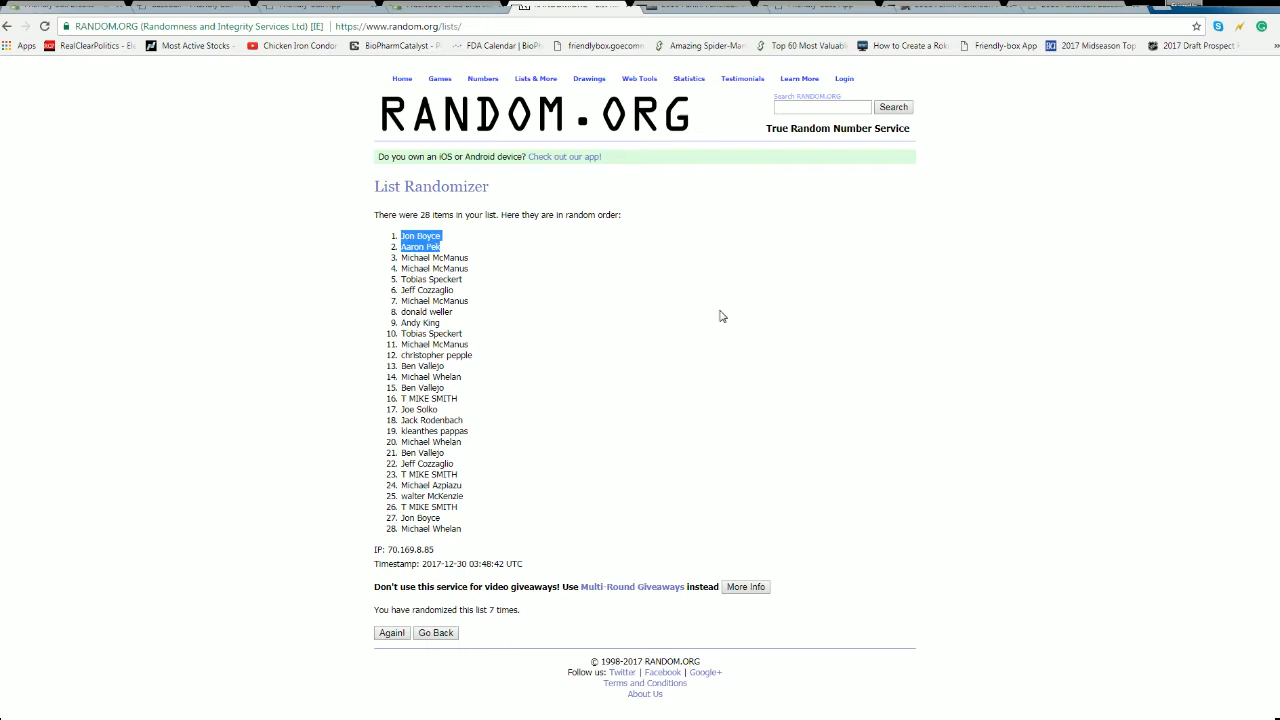 RANDOM.ORG (Randomness and Integrity Services Ltd) [IE] https://www.random.org/lists/
Apps RealClearPolitics - Ele Most Active Stocks - Chicken Iron Condor BioPharmCatalyst - P FDA Calendar | BioPh friendlybox.goecomm Amazing Spider-Man Top 60 Most Valuabl How to Create a Rok Friendly-box App 2017 Midseason Top 2017 Draft Prospect
Home Games Numbers Lists & More Drawings Web Tools Statistics Testimonials Learn More Login
RANDOM.ORG
Search RANDOM.ORG
Search
True Random Number Service
Do you own an iOS or Android device? Check out our app!
List Randomizer
There were 28 items in your list. Here they are in random order:
1. Jon Boyce
2. Aaron Pek
3. Michael McManus
4. Michael McManus
5. Tobias Speckert
6. Jeff Cozzaglio
7. Michael McManus
8. donald weller
9. Andy King
10. Tobias Speckert
11. Michael McManus
12. christopher pepple
13. Ben Vallejo
14. Michael Whelan
15. Ben Vallejo
16. T MIKE SMITH
17. Joe Solko
18. Jack Rodenbach
19. kleanthes pappas
20. Michael Whelan
21. Ben Vallejo
22. Jeff Cozzaglio
23. T MIKE SMITH
24. Michael Azpiazu
25. walter McKenzie
26. T MIKE SMITH
27. Jon Boyce
28. Michael Whelan
IP: 70.169.8.85
Timestamp: 2017-12-30 03:48:42 UTC
Don't use this service for video giveaways! Use Multi-Round Giveaways instead More Info
You have randomized this list 7 times.
Again! Go Back
© 1998-2017 RANDOM.ORG
Follow us: Twitter | Facebook | Google+
Terms and Conditions
About Us